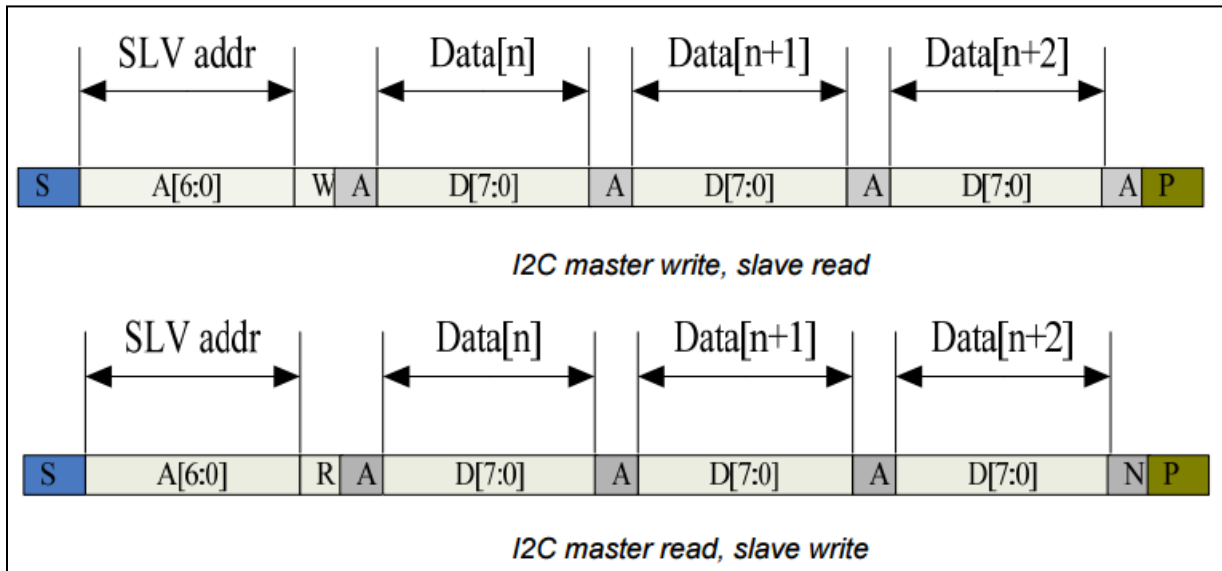 SLV addr Data[n] Data[n+1] Data[n+2]
S A[6:0] W A D[7:0] A D[7:0] A D[7:0] A P
I2C master write, slave read
SLV addr Data[n] Data[n+1] Data[n+2]
S A[6:0] R A D[7:0] A D[7:0] A D[7:0] N P
I2C master read, slave write